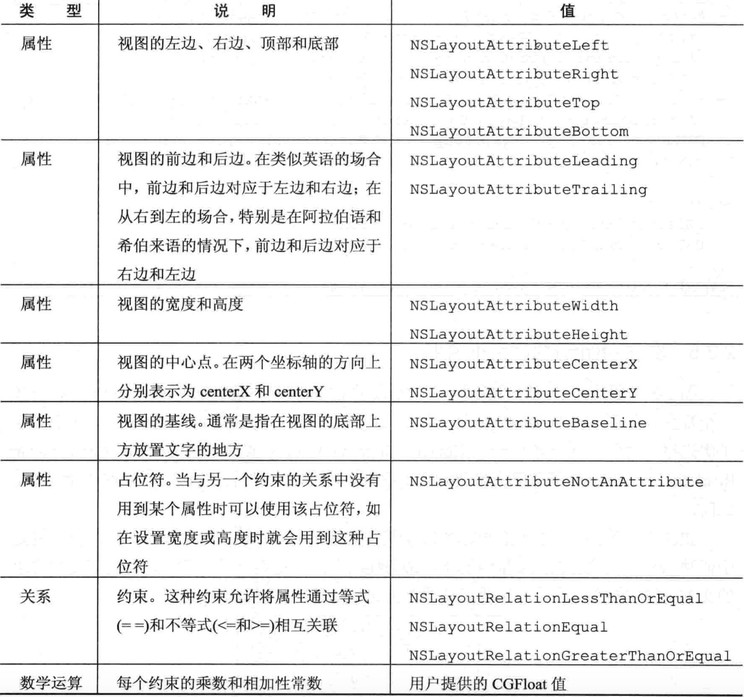 类 型 说 明 值
属性 视图的左边、右边、顶部和底部 NSLayoutAttributeLeft
NSLayoutAttributeRight
NSLayoutAttributeTop
NSLayoutAttributeBottom
属性 视图的前边和后边。在类似英语的场合 NSLayoutAttributeLeading
中，前边和后边对应于左边和右边；在 NSLayoutAttributeTrailing
从右到左的场合，特别是在阿拉伯语和
希伯来语的情况下，前边和后边对应于
右边和左边
属性 视图的宽度和高度 NSLayoutAttributeWidth
NSLayoutAttributeHeight
属性 视图的中心点。在两个坐标轴的方向上 NSLayoutAttributeCenterX
分别表示为 centerX 和 centerY NSLayoutAttributeCenterY
属性 视图的基线。通常是指在视图的底部上 NSLayoutAttributeBaseline
方放置文字的地方
属性 占位符。当与另一个约束的关系中没有 NSLayoutAttributeNotAnAttribute
用到某个属性时可以使用该占位符，如
在设置宽度或高度时就会用到这种占
位符
关系 约束。这种约束允许将属性通过等式 NSLayoutRelationLessThanOrEqual
(= =)和不等式(<=和>=)相互关联 NSLayoutRelationEqual
NSLayoutRelationGreaterThanOrEqual
数学运算 每个约束的乘数和相加性常数 用户提供的 CGFloat 值